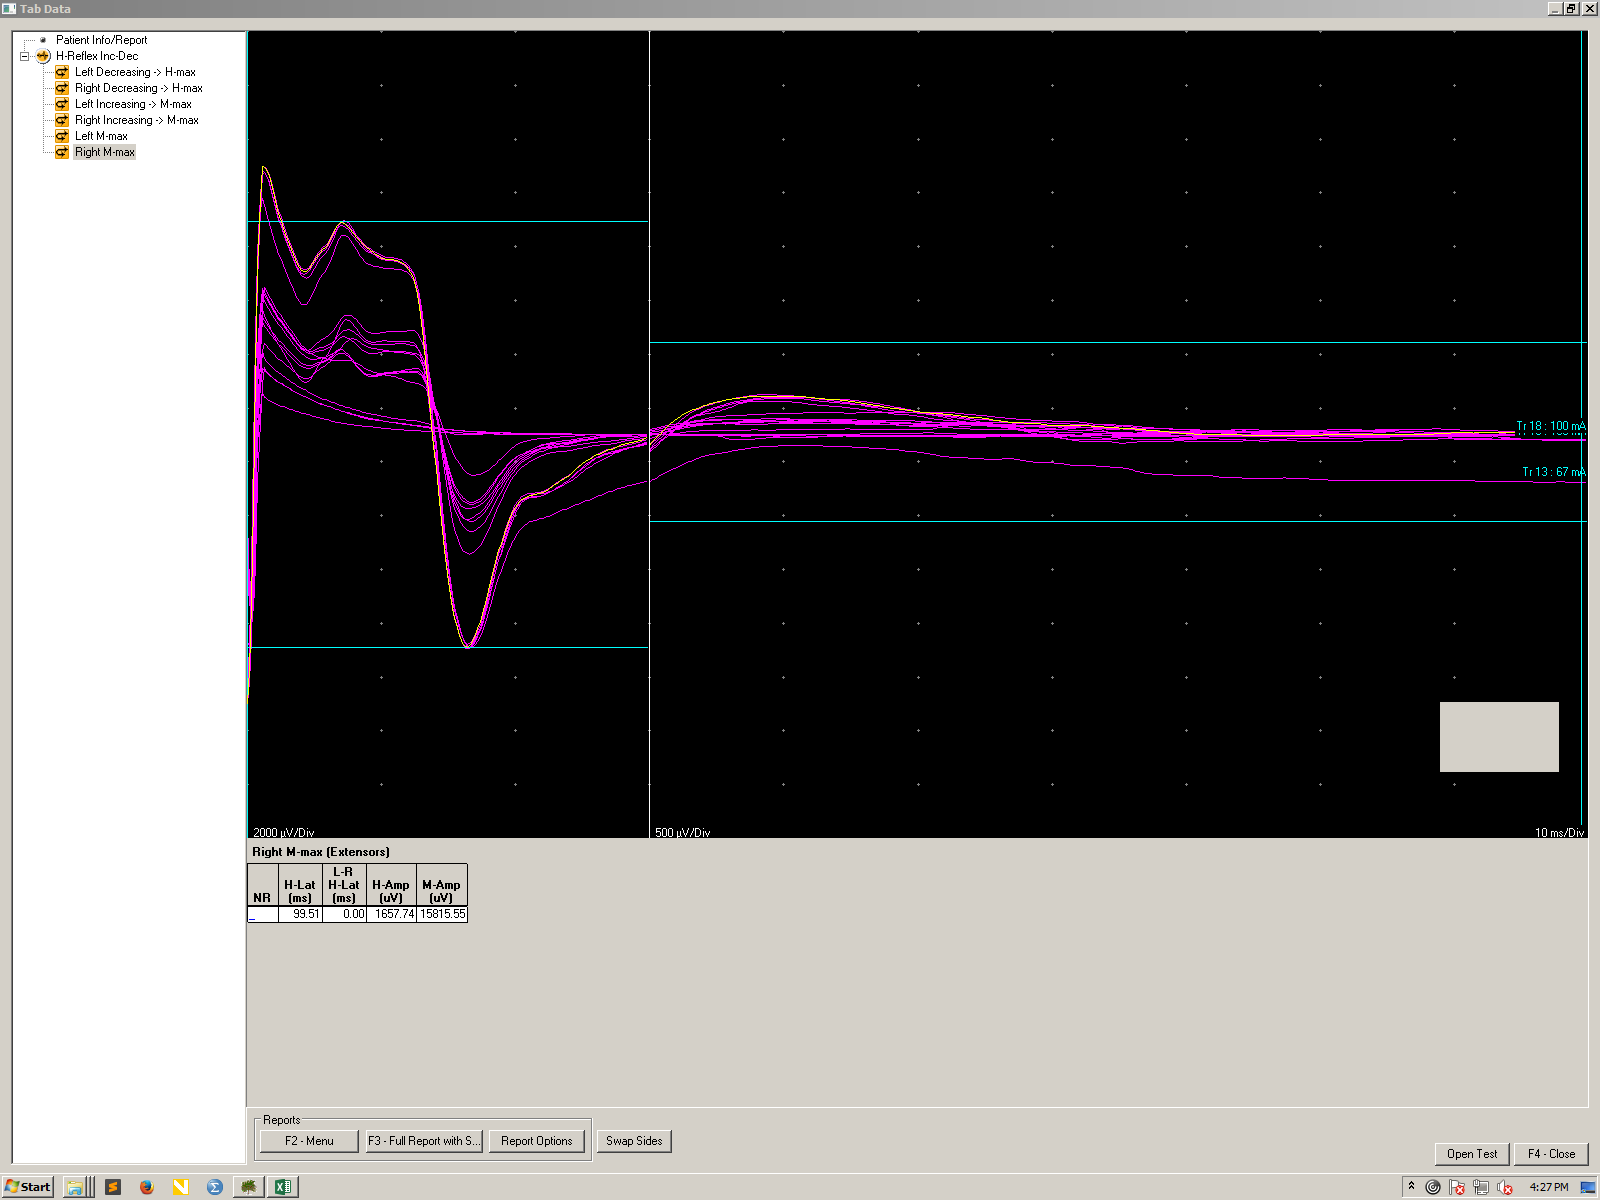 Tab Data
Patient Info/Report
H-Reflex Inc-Dec
Left Decreasing -> H-max
Right Decreasing -> H-max
Left Increasing -> M-max
Right Increasing -> M-max
Left M-max
Right M-max
Tr 18 : 100 mA
Tr 13 : 67 mA
2000 µV/Div
500 µV/Div
10 ms/Div
Right M-max (Extensors)
NR
H-Lat (ms)
L-R H-Lat (ms)
H-Amp (uV)
M-Amp (uV)
_ 99.51 0.00 1657.74 15815.55
Reports
F2 - Menu
F3 - Full Report with S...
Report Options
Swap Sides
Open Test
F4 - Close
Start
4:27 PM